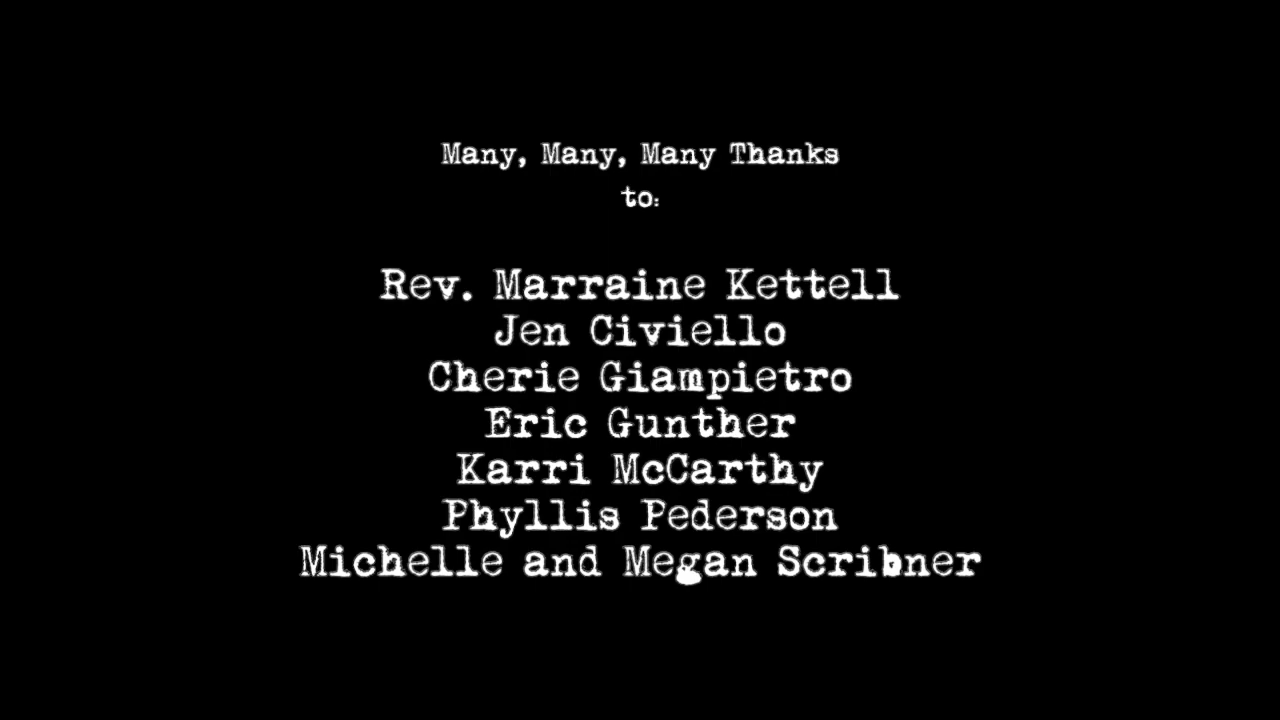 Many, Many, Many Thanks
to:
Rev. Marraine Kettell
Jen Civiello
Cherie Giampietro
Eric Gunther
Karri McCarthy
Phyllis Pederson
Michelle and Megan Scribner